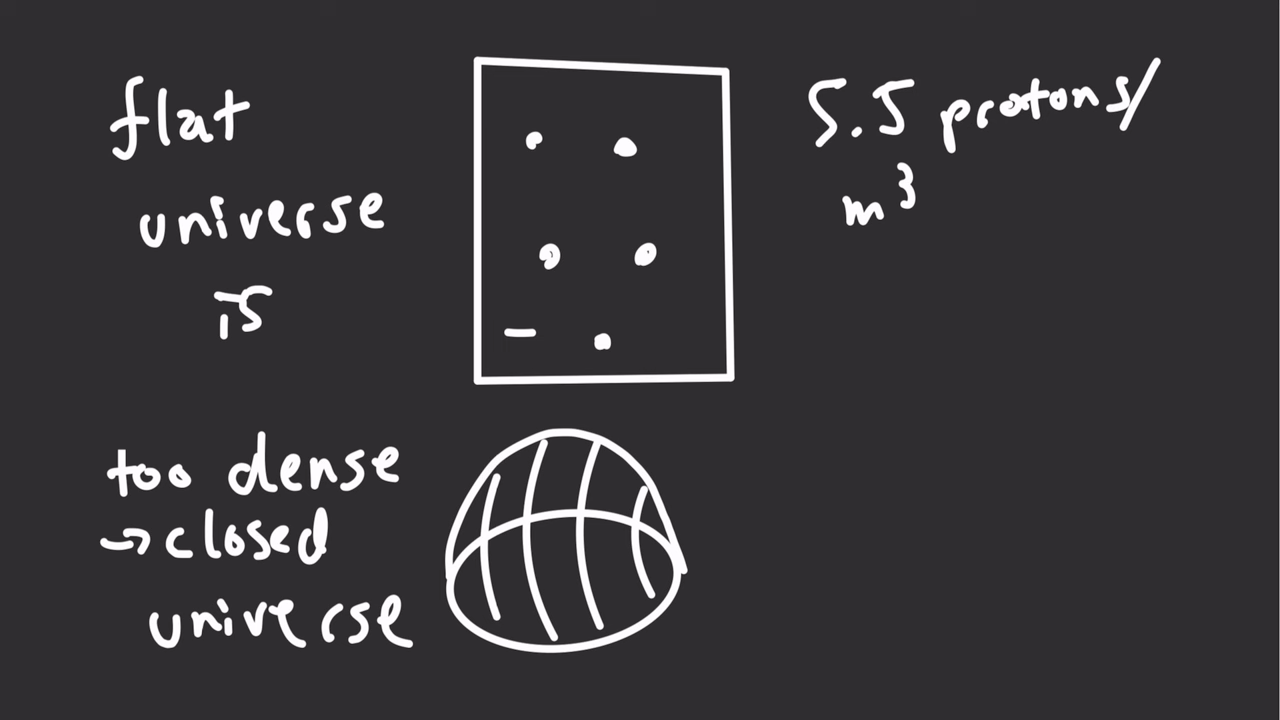 flat
universe
is
5.5 protons/
m³
too dense
→ closed
universe